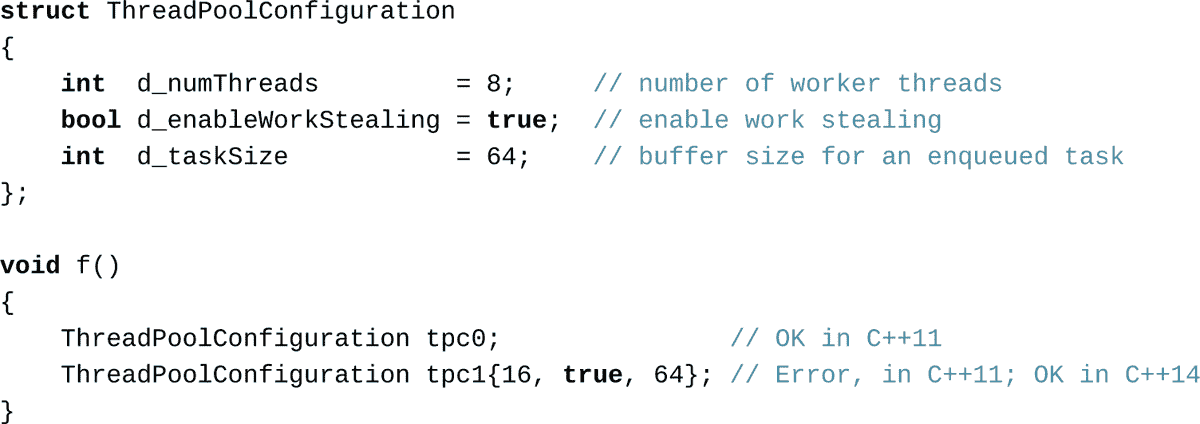 struct ThreadPoolConfiguration
{
    int  d_numThreads         = 8;     // number of worker threads
    bool d_enableWorkStealing = true;  // enable work stealing
    int  d_taskSize           = 64;    // buffer size for an enqueued task
};

void f()
{
    ThreadPoolConfiguration tpc0;               // OK in C++11
    ThreadPoolConfiguration tpc1{16, true, 64}; // Error, in C++11; OK in C++14
}